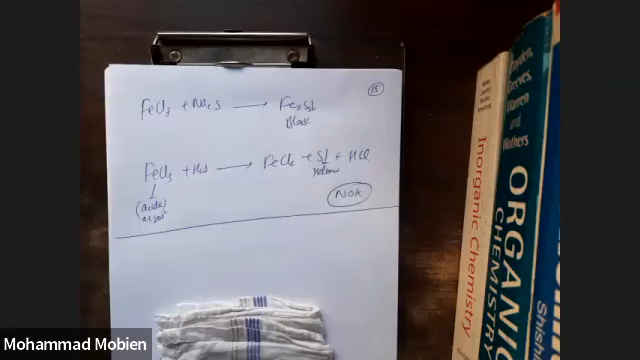 25
FeCl3 + Na2S → Fe2S3↓
Black
FeCl3 + H2S → FeCl2 + S↓ + HCl
Yellow
↓
(acidic
Note
Clayden,
Greeves,
Warren
and
Wothers
ORGANIC
CHEMISTRY
Inorganic Chemistry
Mohammad Mobien